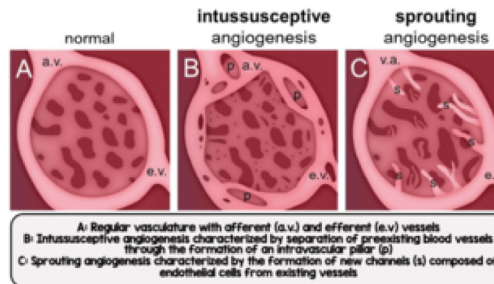 normal
intussusceptive
angiogenesis
sprouting
angiogenesis
A
a.v.
e.v.
B
p
a.v.
p
p
e.v.
C
v.a.
s
s
s
s
s
e.v.
A: Regular vasculature with afferent (a.v.) and efferent (e.v) vessels
B: Intussusceptive angiogenesis characterized by separation of preexisting blood vessels
through the formation of an intravascular pillar (p)
C: Sprouting angiogenesis characterized by the formation of new channels (s) composed of
endothelial cells from existing vessels